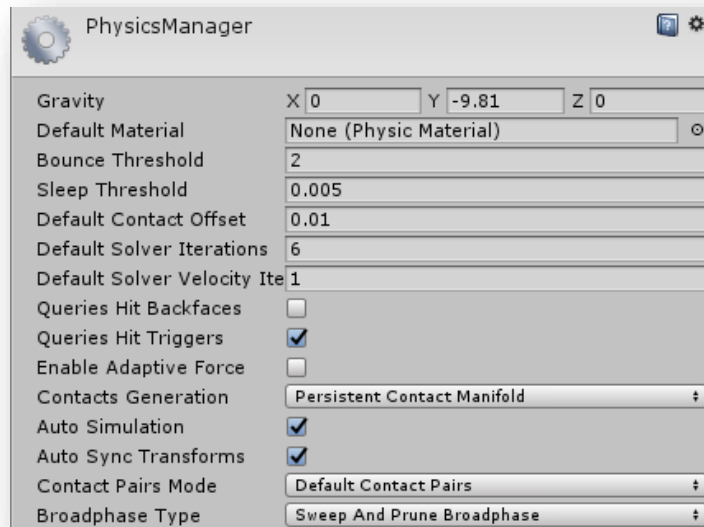 PhysicsManager
Gravity X 0 Y -9.81 Z 0
Default Material None (Physic Material)
Bounce Threshold 2
Sleep Threshold 0.005
Default Contact Offset 0.01
Default Solver Iterations 6
Default Solver Velocity Ite 1
Queries Hit Backfaces
Queries Hit Triggers
Enable Adaptive Force
Contacts Generation Persistent Contact Manifold
Auto Simulation
Auto Sync Transforms
Contact Pairs Mode Default Contact Pairs
Broadphase Type Sweep And Prune Broadphase